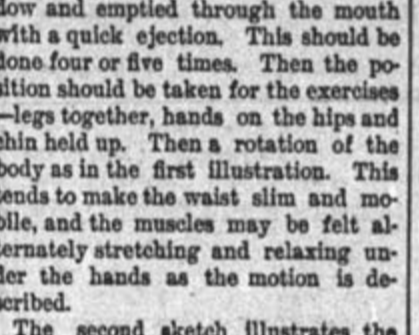 low and emptied through the mouth
with a quick ejection. This should be
done four or five times. Then the po-
sition should be taken for the exercises
—legs together, hands on the hips and
chin held up. Then a rotation of the
body as in the first illustration. This
tends to make the waist slim and mo-
bile, and the muscles may be felt al-
ternately stretching and relaxing un-
der the hands as the motion is de-
scribed.
The second sketch illustrates the